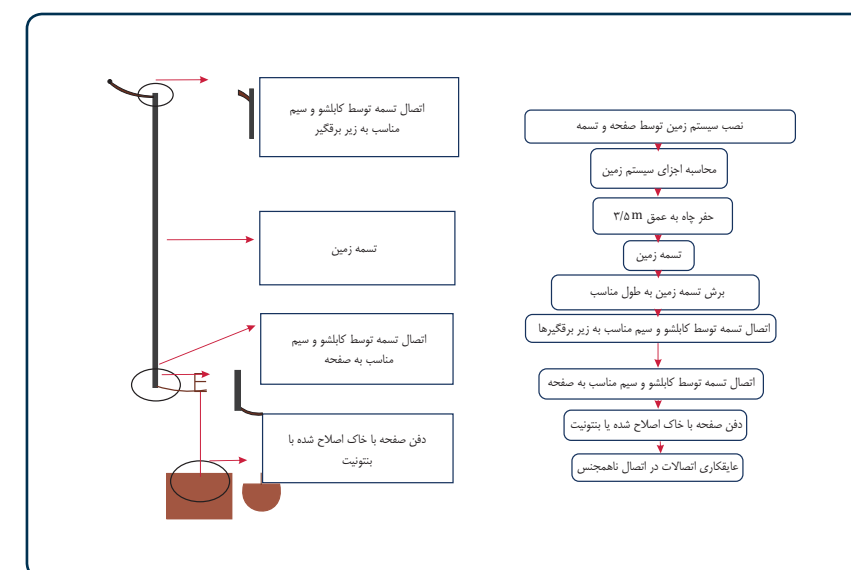 نصب سیستم زمین توسط صفحه و تسمه
محاسبه اجزای سیستم زمین
حفر چاه به عمق ۳/۵ m
تسمه زمین
برش تسمه زمین به طول مناسب
اتصال تسمه توسط کابلشو و سیم مناسب به زیر برقگیرها
اتصال تسمه توسط کابلشو و سیم مناسب به صفحه
دفن صفحه با خاک اصلاح شده یا بنتونیت
عایقکاری اتصالات در اتصال ناهمجنس
اتصال تسمه توسط کابلشو و سیم
مناسب به زیر برقگیر
تسمه زمین
اتصال تسمه توسط کابلشو و سیم
مناسب به صفحه
دفن صفحه با خاک اصلاح شده با
بنتونیت